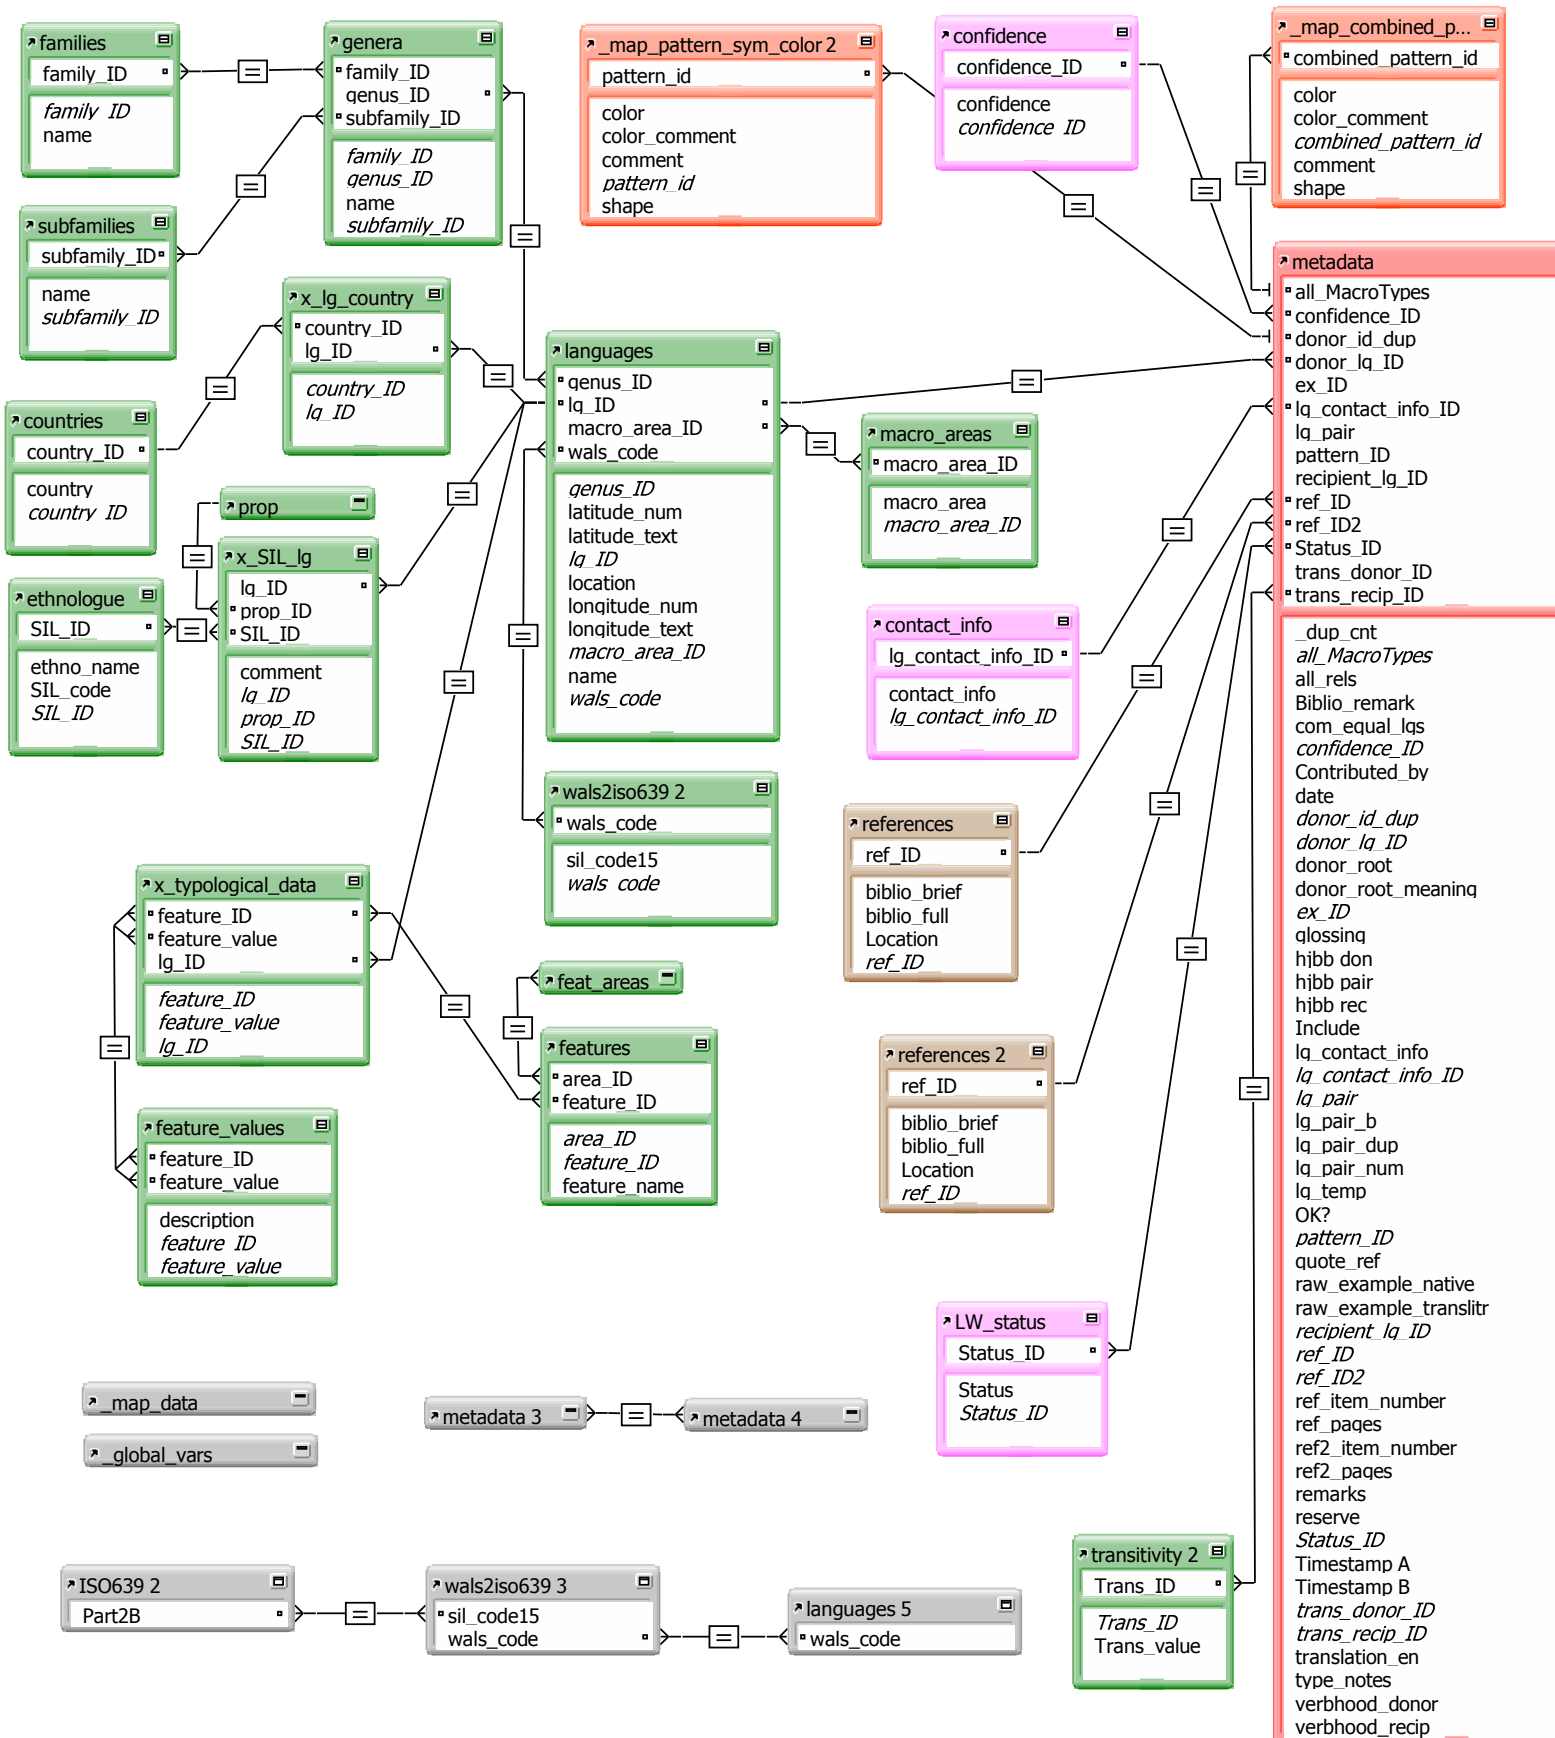 families
family_ID
family_ID
name
genera
family_ID
genus_ID
subfamily_ID
family_ID
genus_ID
name
subfamily_ID
_map_pattern_sym_color 2
pattern_id
color
color_comment
comment
pattern_id
shape
confidence
confidence_ID
confidence
confidence_ID
_map_combined_p...
combined_pattern_id
color
color_comment
combined_pattern_id
comment
shape
subfamilies
subfamily_ID
name
subfamily_ID
x_lg_country
country_ID
lg_ID
country_ID
lg_ID
countries
country_ID
country
country_ID
prop
x_SIL_lg
lg_ID
prop_ID
SIL_ID
comment
lg_ID
prop_ID
SIL_ID
ethnologue
SIL_ID
ethno_name
SIL_code
SIL_ID
languages
genus_ID
lg_ID
macro_area_ID
wals_code
genus_ID
latitude_num
latitude_text
lg_ID
location
longitude_num
longitude_text
macro_area_ID
name
wals_code
macro_areas
macro_area_ID
macro_area
macro_area_ID
contact_info
lg_contact_info_ID
contact_info
lg_contact_info_ID
wals2iso639 2
wals_code
sil_code15
wals_code
references
ref_ID
biblio_brief
biblio_full
Location
ref_ID
x_typological_data
feature_ID
feature_value
lg_ID
feature_ID
feature_value
lg_ID
feat_areas
features
area_ID
feature_ID
area_ID
feature_ID
feature_name
references 2
ref_ID
biblio_brief
biblio_full
Location
ref_ID
feature_values
feature_ID
feature_value
description
feature_ID
feature_value
LW_status
Status_ID
Status
Status_ID
_map_data
_global_vars
metadata 3
metadata 4
ISO639 2
Part2B
wals2iso639 3
sil_code15
wals_code
languages 5
wals_code
transitivity 2
Trans_ID
Trans_ID
Trans_value
metadata
all_MacroTypes
confidence_ID
donor_id_dup
donor_lg_ID
ex_ID
lg_contact_info_ID
lg_pair
pattern_ID
recipient_lg_ID
ref_ID
ref_ID2
Status_ID
trans_donor_ID
trans_recip_ID
_dup_cnt
all_MacroTypes
all_rels
Biblio_remark
com_equal_lgs
confidence_ID
Contributed_by
date
donor_id_dup
donor_lg_ID
donor_root
donor_root_meaning
ex_ID
glossing
hjbb don
hjbb pair
hjbb rec
Include
lg_contact_info
lg_contact_info_ID
lg_pair
lg_pair_b
lg_pair_dup
lg_pair_num
lg_temp
OK?
pattern_ID
quote_ref
raw_example_native
raw_example_translitr
recipient_lg_ID
ref_ID
ref_ID2
ref_item_number
ref_pages
ref2_item_number
ref2_pages
remarks
reserve
Status_ID
Timestamp A
Timestamp B
trans_donor_ID
trans_recip_ID
translation_en
type_notes
verbhood_donor
verbhood_recip